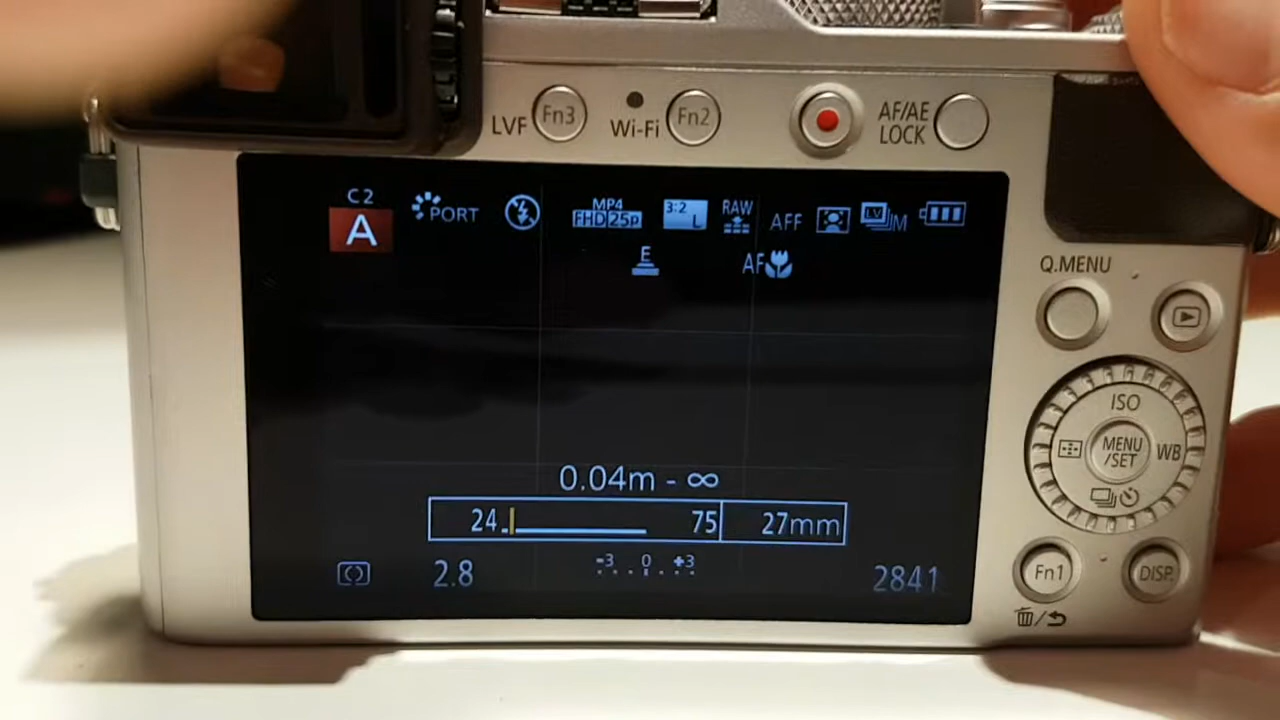 LVF Fn3 Wi-Fi Fn2 AF/AE LOCK
C2
A PORT MP4 FHD 25p 3:2 L RAW AFF LV M
E AF
0.04m - ∞
24 75 27mm
2.8 -3 0 +3 2841
Q.MENU
ISO
MENU /SET WB
Fn1 DISP.